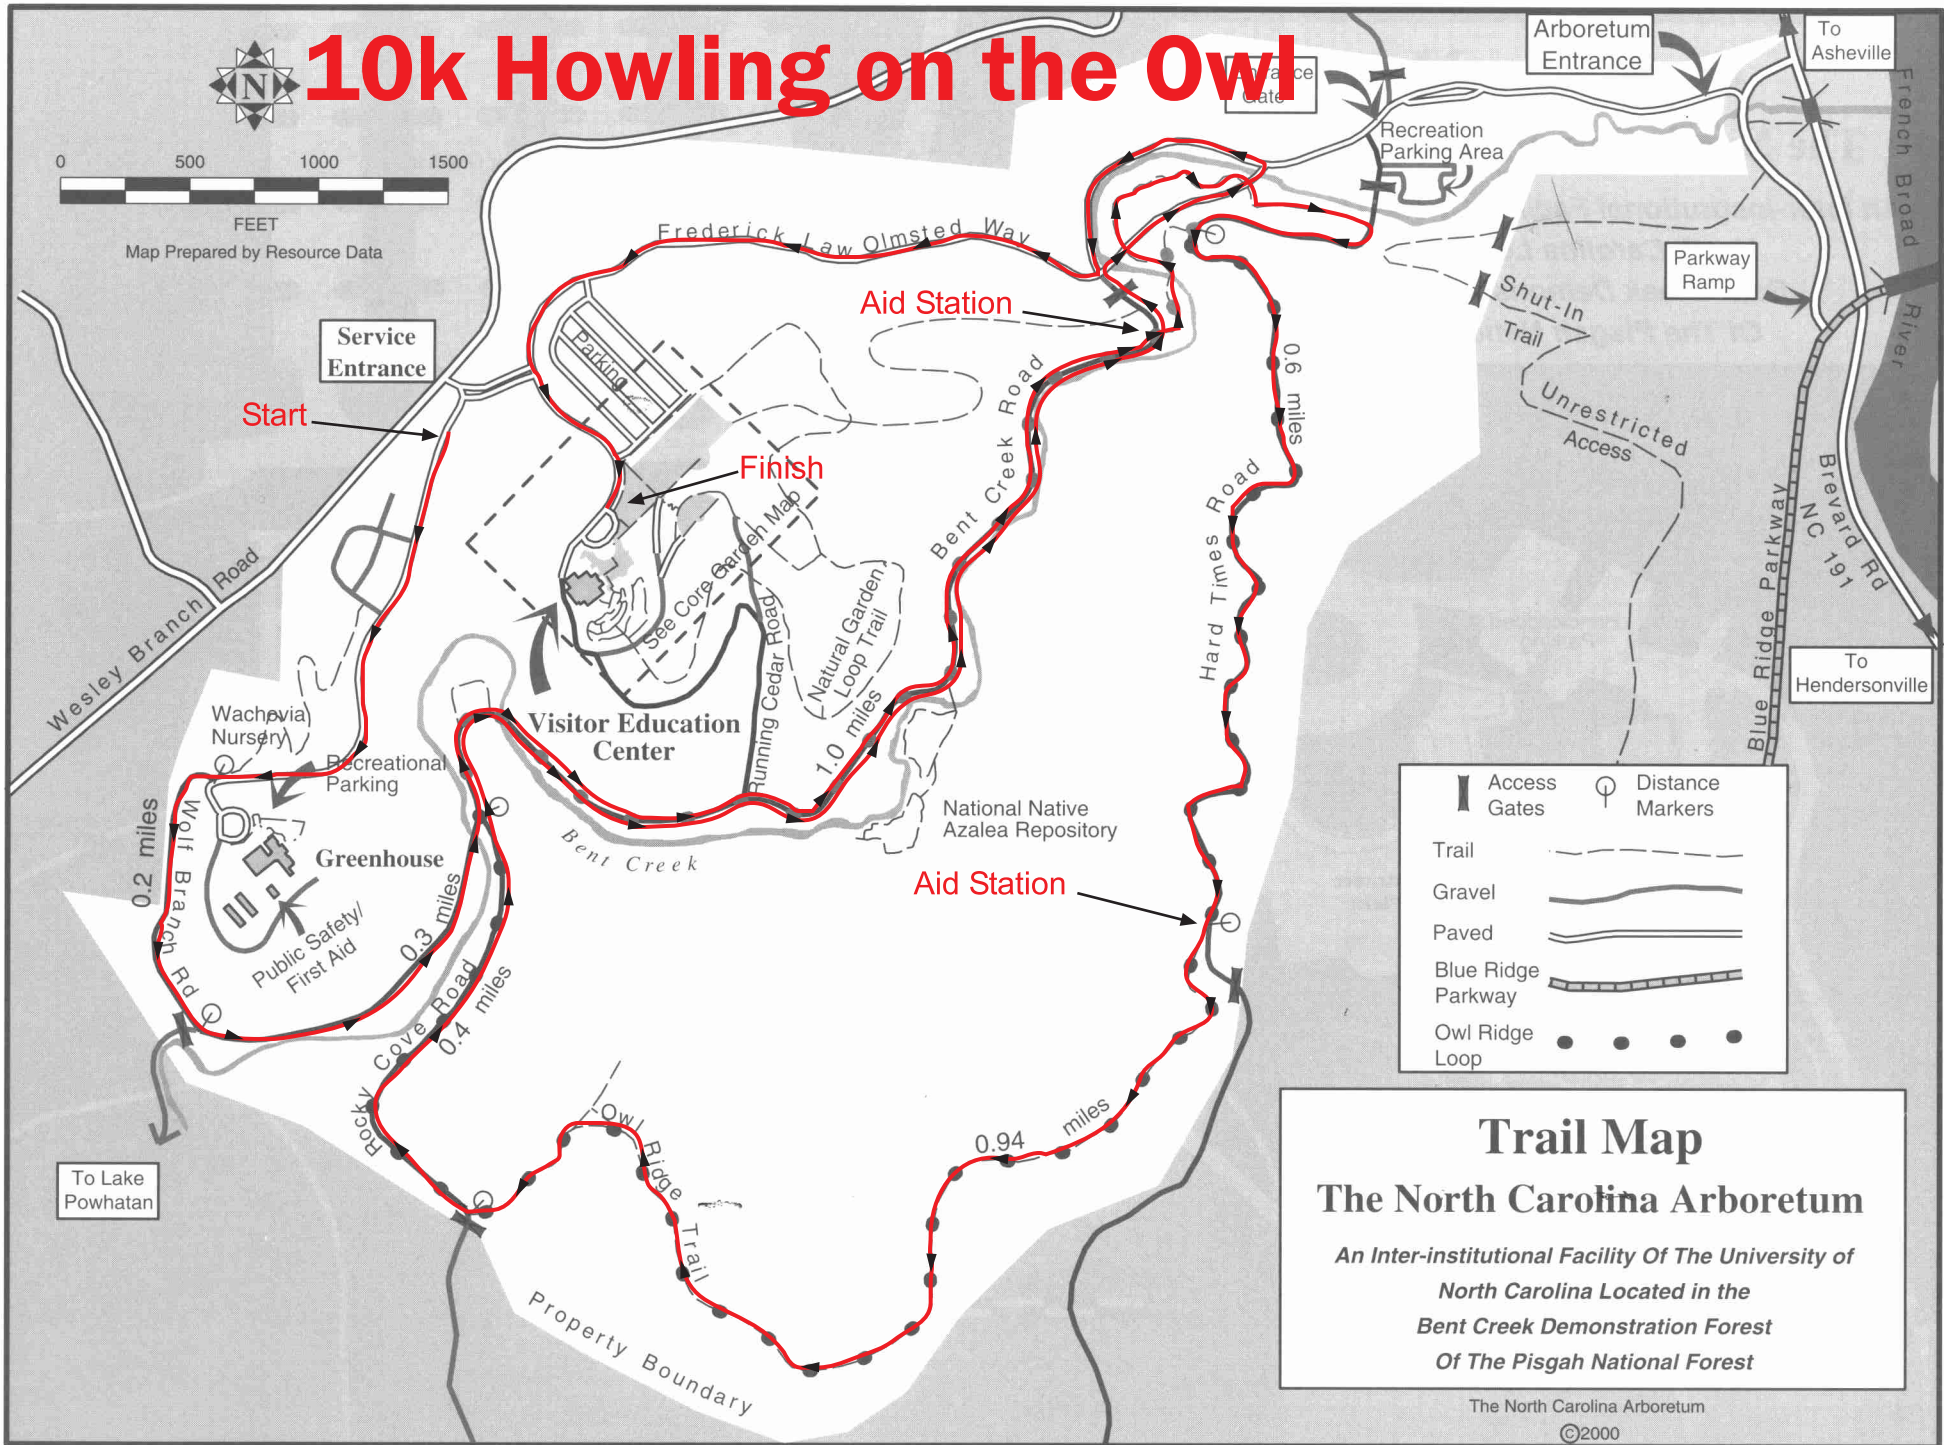 10k Howling on the Owl
N
0 500 1000 1500
FEET
Map Prepared by Resource Data
Entrance
Gate
Arboretum
Entrance
To
Asheville
Recreation
Parking Area
French Broad River
Parkway
Ramp
Shut-In
Trail
Unrestricted
Access
Frederick Law Olmsted Way
Aid Station
Service
Entrance
Parking
Start
Finish
See Core Garden Map
Bent Creek Road
0.6 miles
Hard Times Road
Brevard Rd
NC 191
Blue Ridge Parkway
To
Hendersonville
Wesley Branch Road
Natural Garden
Loop Trail
Running Cedar Road
1.0 miles
Visitor Education
Center
Wachovia
Nursery
Recreational
Parking
0.2 miles
Wolf Branch Rd
Greenhouse
Public Safety/
First Aid
0.3 miles
Bent Creek
National Native
Azalea Repository
Aid Station
Rocky Cove Road
0.4 miles
To Lake
Powhatan
Owl Ridge Trail
0.94 miles
Property Boundary
Access
Gates
Distance
Markers
Trail
Gravel
Paved
Blue Ridge
Parkway
Owl Ridge
Loop
Trail Map
The North Carolina Arboretum
An Inter-institutional Facility Of The University of
North Carolina Located in the
Bent Creek Demonstration Forest
Of The Pisgah National Forest
The North Carolina Arboretum
©2000